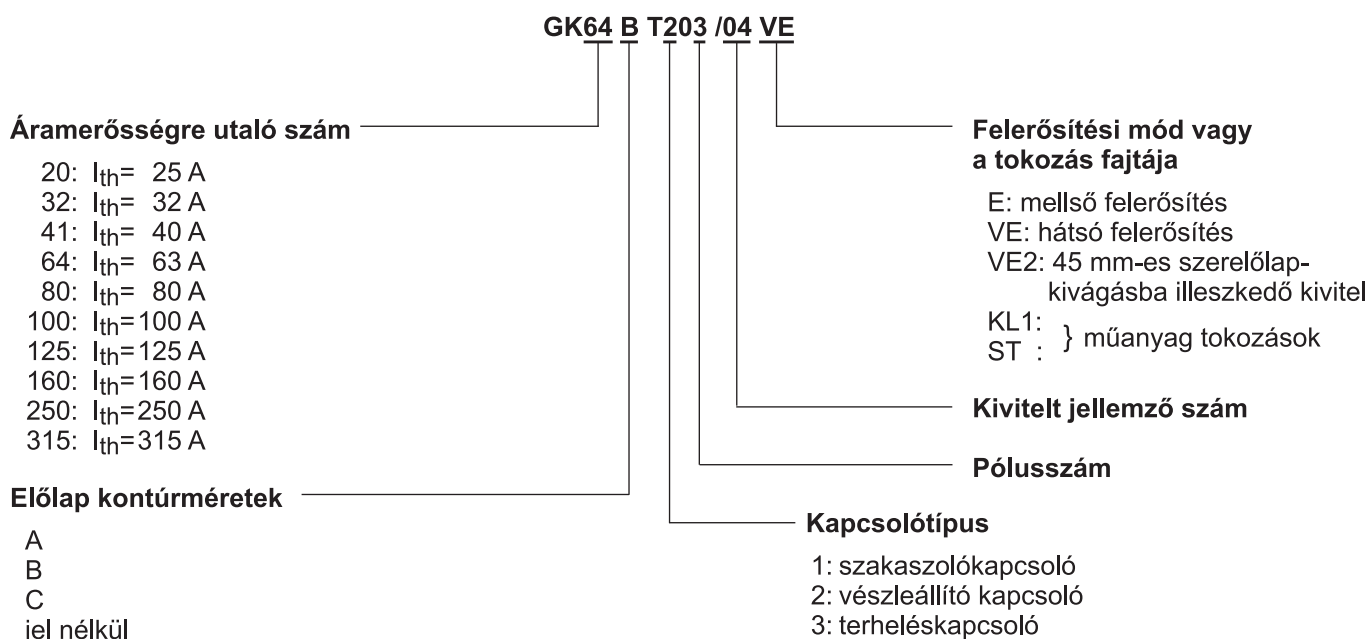 GK64 B T203 /04 VE
Áramerősségre utaló szám
20: Ith= 25 A
32: Ith= 32 A
41: Ith= 40 A
64: Ith= 63 A
80: Ith= 80 A
100: Ith=100 A
125: Ith=125 A
160: Ith=160 A
250: Ith=250 A
315: Ith=315 A
Előlap kontúrméretek
A
B
C
jel nélkül
Felerősítési mód vagy
a tokozás fajtája
E: mellső felerősítés
VE: hátsó felerősítés
VE2: 45 mm-es szerelőlap-
kivágásba illeszkedő kivitel
KL1:
ST :
} műanyag tokozások
Kivitelt jellemző szám
Pólusszám
Kapcsolótípus
1: szakaszolókapcsoló
2: vészleállító kapcsoló
3: terheléskapcsoló